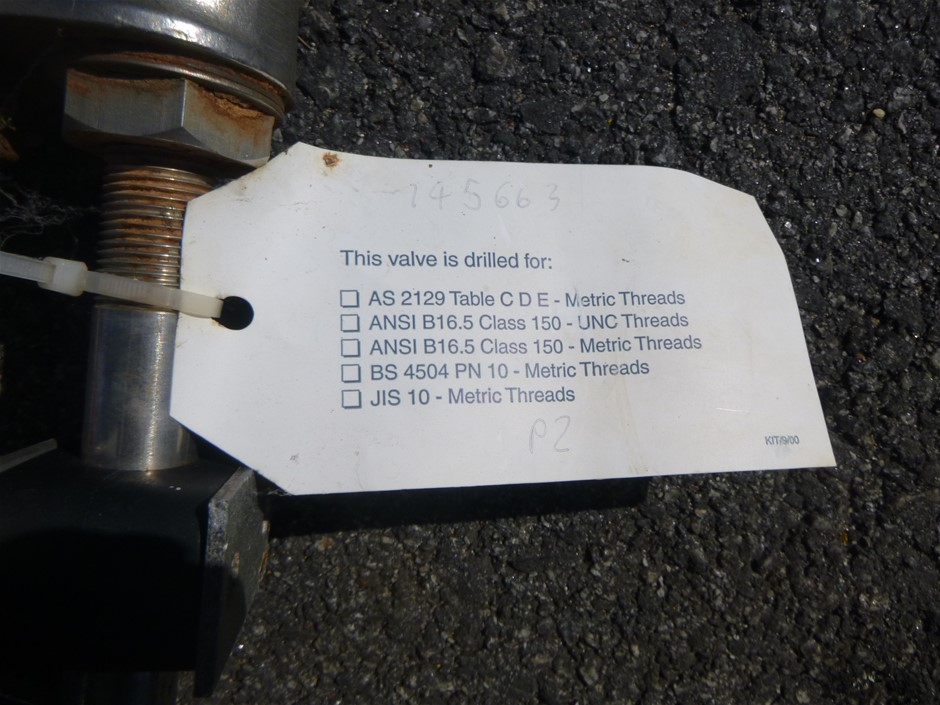 145663
This valve is drilled for:
☐ AS 2129 Table C D E - Metric Threads
☐ ANSI B16.5 Class 150 - UNC Threads
☐ ANSI B16.5 Class 150 - Metric Threads
☐ BS 4504 PN 10 - Metric Threads
☐ JIS 10 - Metric Threads
P2
KIT/9/00